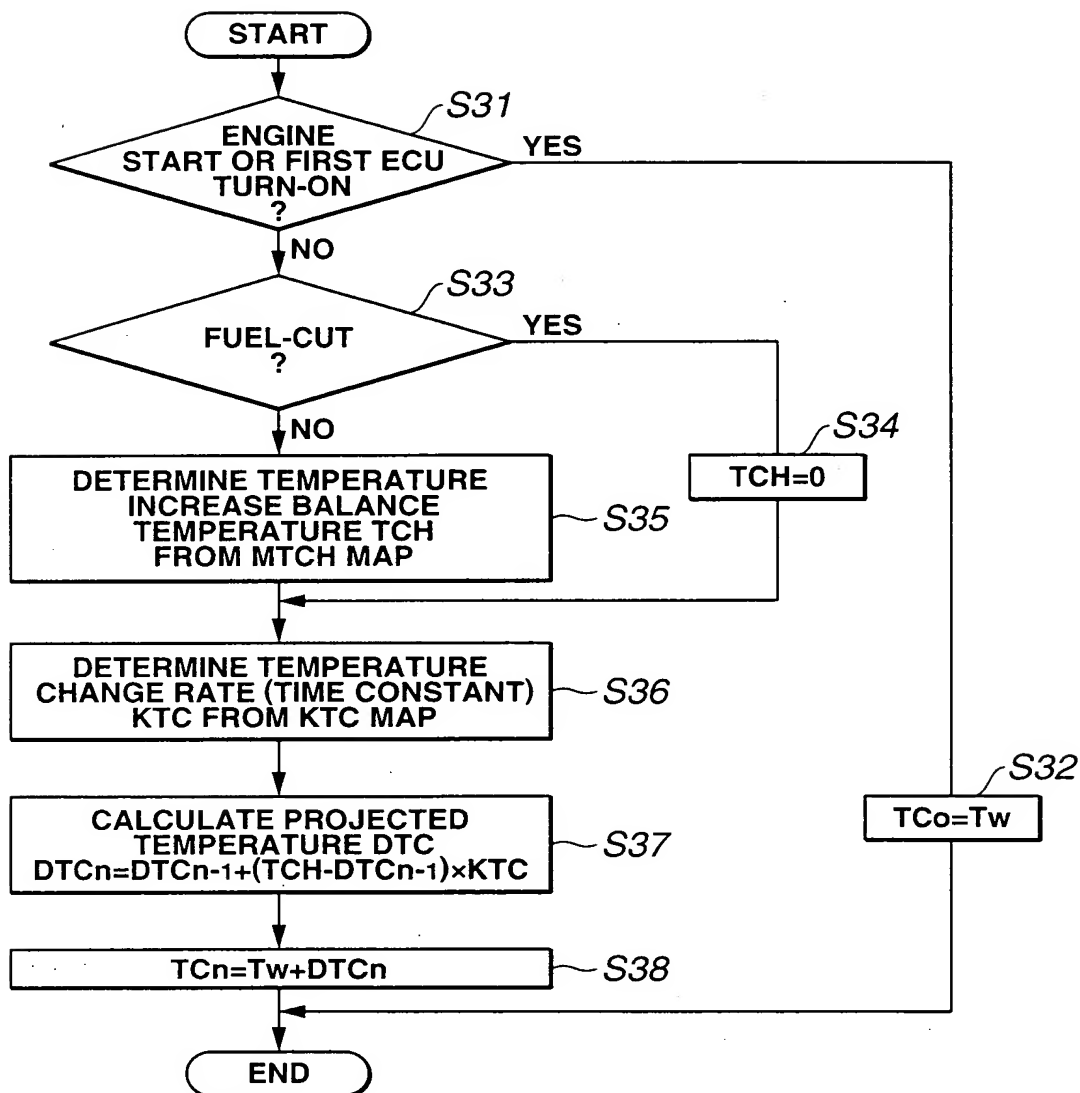 START
S31
ENGINE
START OR FIRST ECU
TURN-ON
?
YES
NO
S33
FUEL-CUT
?
YES
NO
S34
TCH=0
DETERMINE TEMPERATURE
INCREASE BALANCE
TEMPERATURE TCH
FROM MTCH MAP
S35
DETERMINE TEMPERATURE
CHANGE RATE (TIME CONSTANT)
KTC FROM KTC MAP
S36
S32
TCo=Tw
CALCULATE PROJECTED
TEMPERATURE DTC
DTCn=DTCn-1+(TCH-DTCn-1)×KTC
S37
TCn=Tw+DTCn
S38
END